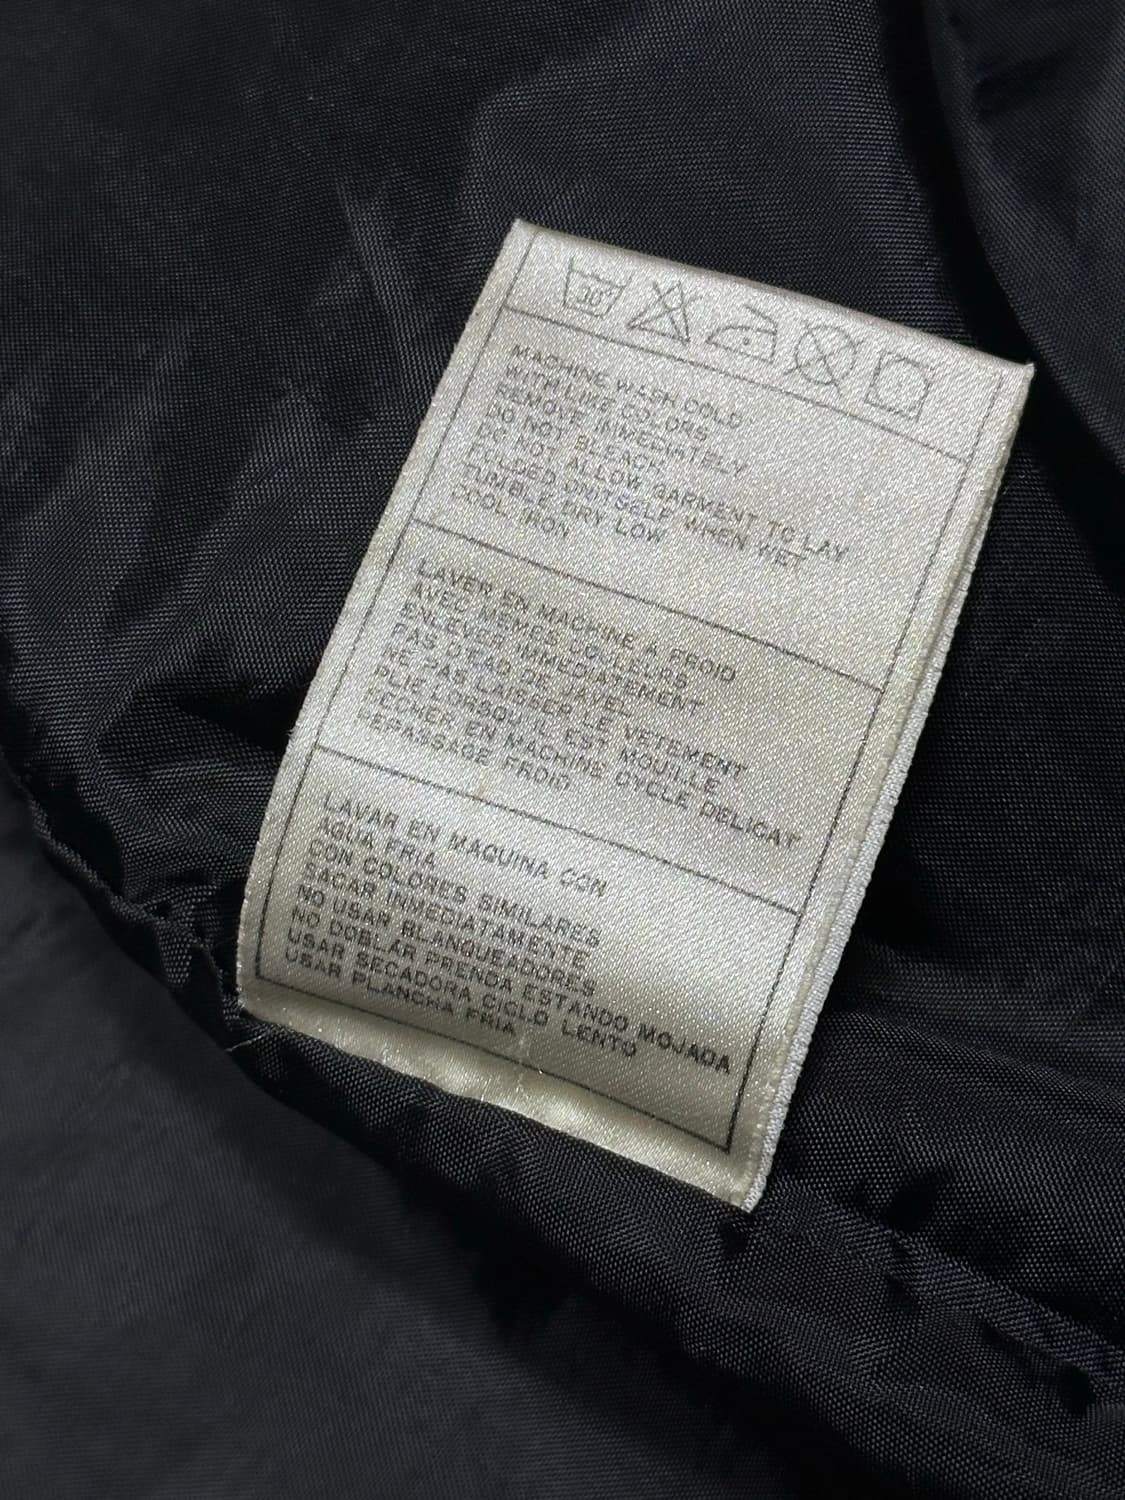 30°
MACHINE WASH COLD
WITH LIKE COLORS
REMOVE IMMEDIATELY
DO NOT BLEACH
DO NOT ALLOW GARMENT TO LAY
FOLDED ONITSELF WHEN WET
TUMBLE DRY LOW
COOL IRON
LAVER EN MACHINE A FROID
AVEC MEMES COULEURS
ENLEVER IMMEDIATEMENT
PAS D'EAD DE JAVEL
NE PAS LAISER LE VETEMENT
PLIE LORSQU IL EST MOUILLE
SECHER EN MACHINE CYCLE DELICAT
REPASSAGE FROID
LAVAR EN MAQUINA CON
AGUA FRIA
CON COLORES SIMILARES
SACAR INMEDIATAMENTE
NO USAR BLANQUEADORES
NO DOBLAR PRENDA ESTANDO MOJADA
USAR SECADORA CICLO LENTO
USAR PLANCHA FRIA